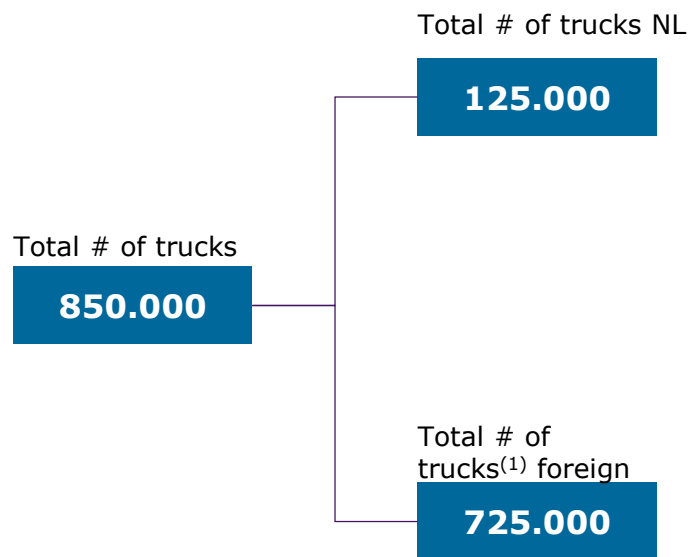 Total # of trucks NL
125.000
Total # of trucks
850.000
Total # of
trucks(1) foreign
725.000